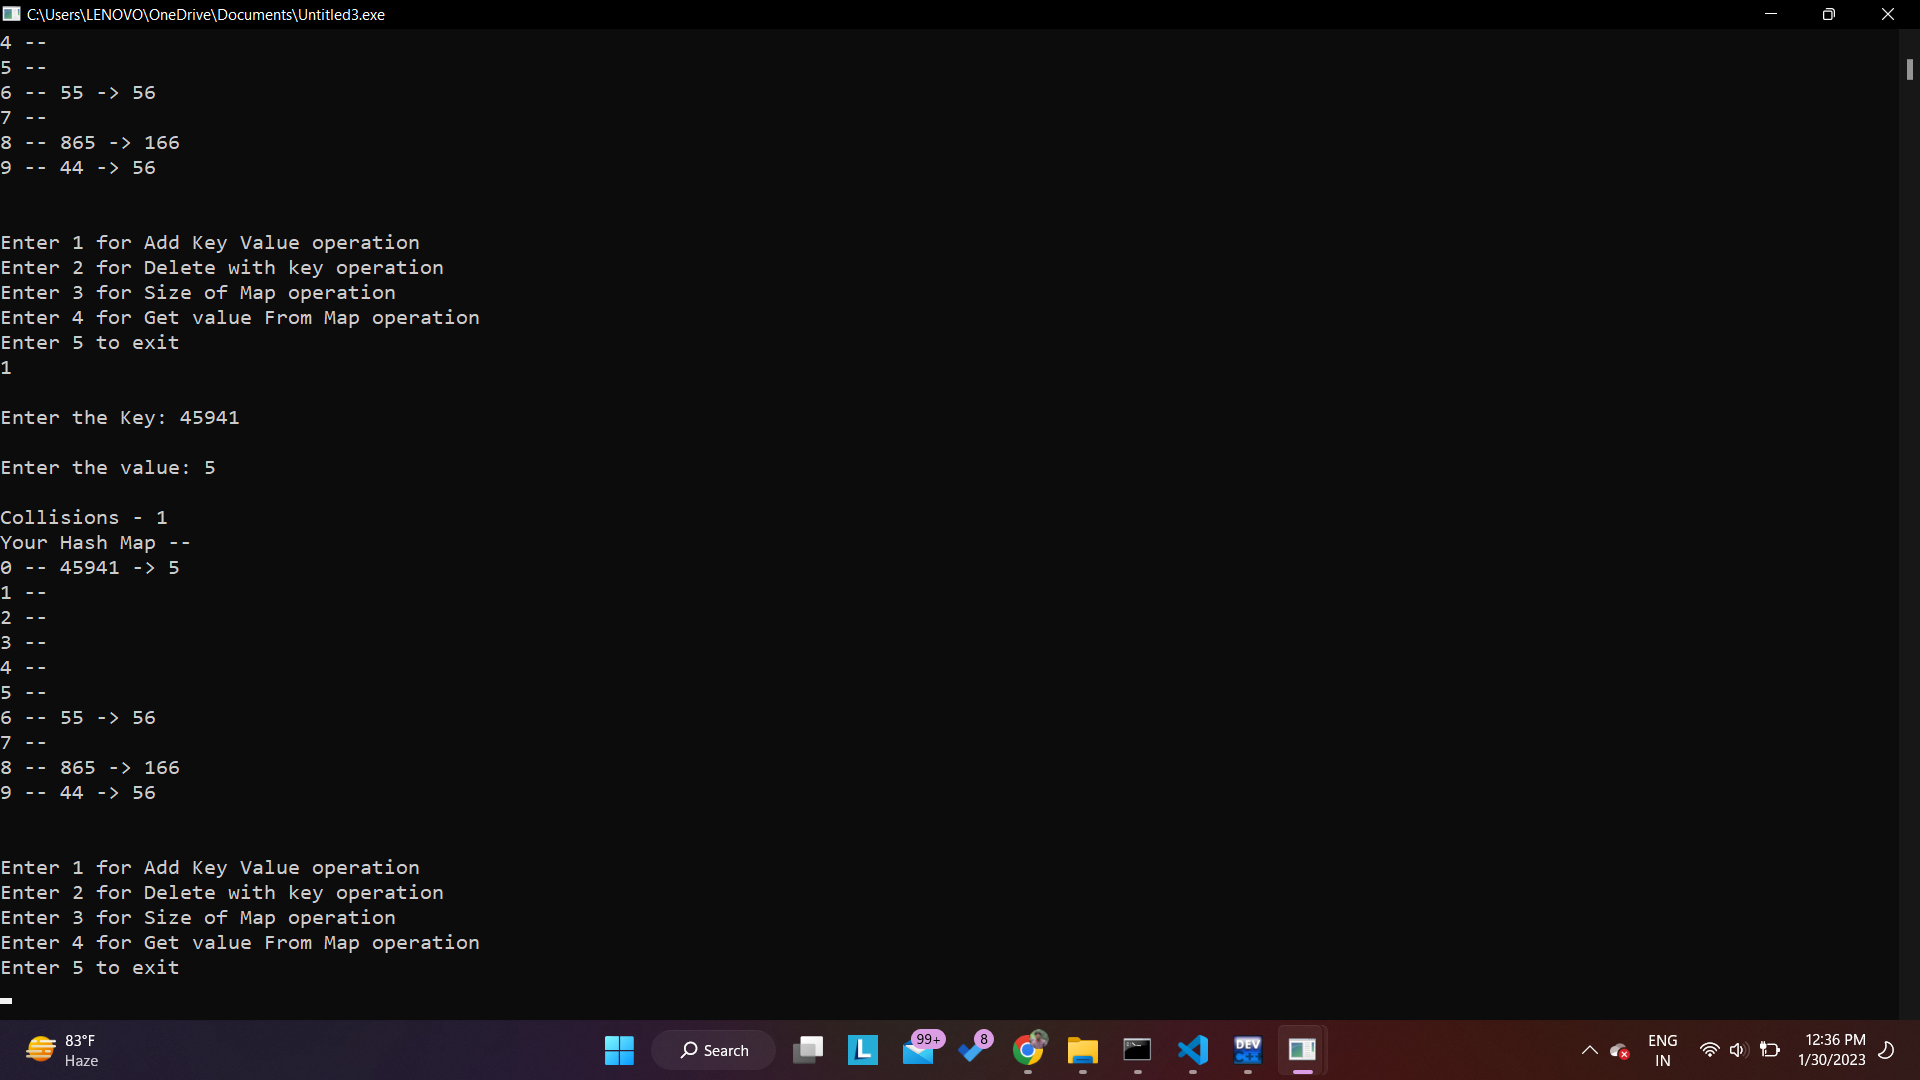 C:\Users\LENOVO\OneDrive\Documents\Untitled3.exe
4 --
5 --
6 -- 55 -> 56
7 --
8 -- 865 -> 166
9 -- 44 -> 56
Enter 1 for Add Key Value operation
Enter 2 for Delete with key operation
Enter 3 for Size of Map operation
Enter 4 for Get value From Map operation
Enter 5 to exit
1
Enter the Key: 45941
Enter the value: 5
Collisions - 1
Your Hash Map --
0 -- 45941 -> 5
1 --
2 --
3 --
4 --
5 --
6 -- 55 -> 56
7 --
8 -- 865 -> 166
9 -- 44 -> 56
Enter 1 for Add Key Value operation
Enter 2 for Delete with key operation
Enter 3 for Size of Map operation
Enter 4 for Get value From Map operation
Enter 5 to exit
83°F
Haze
Search
L
99+
8
DEV
C++
ENG
IN
12:36 PM
1/30/2023